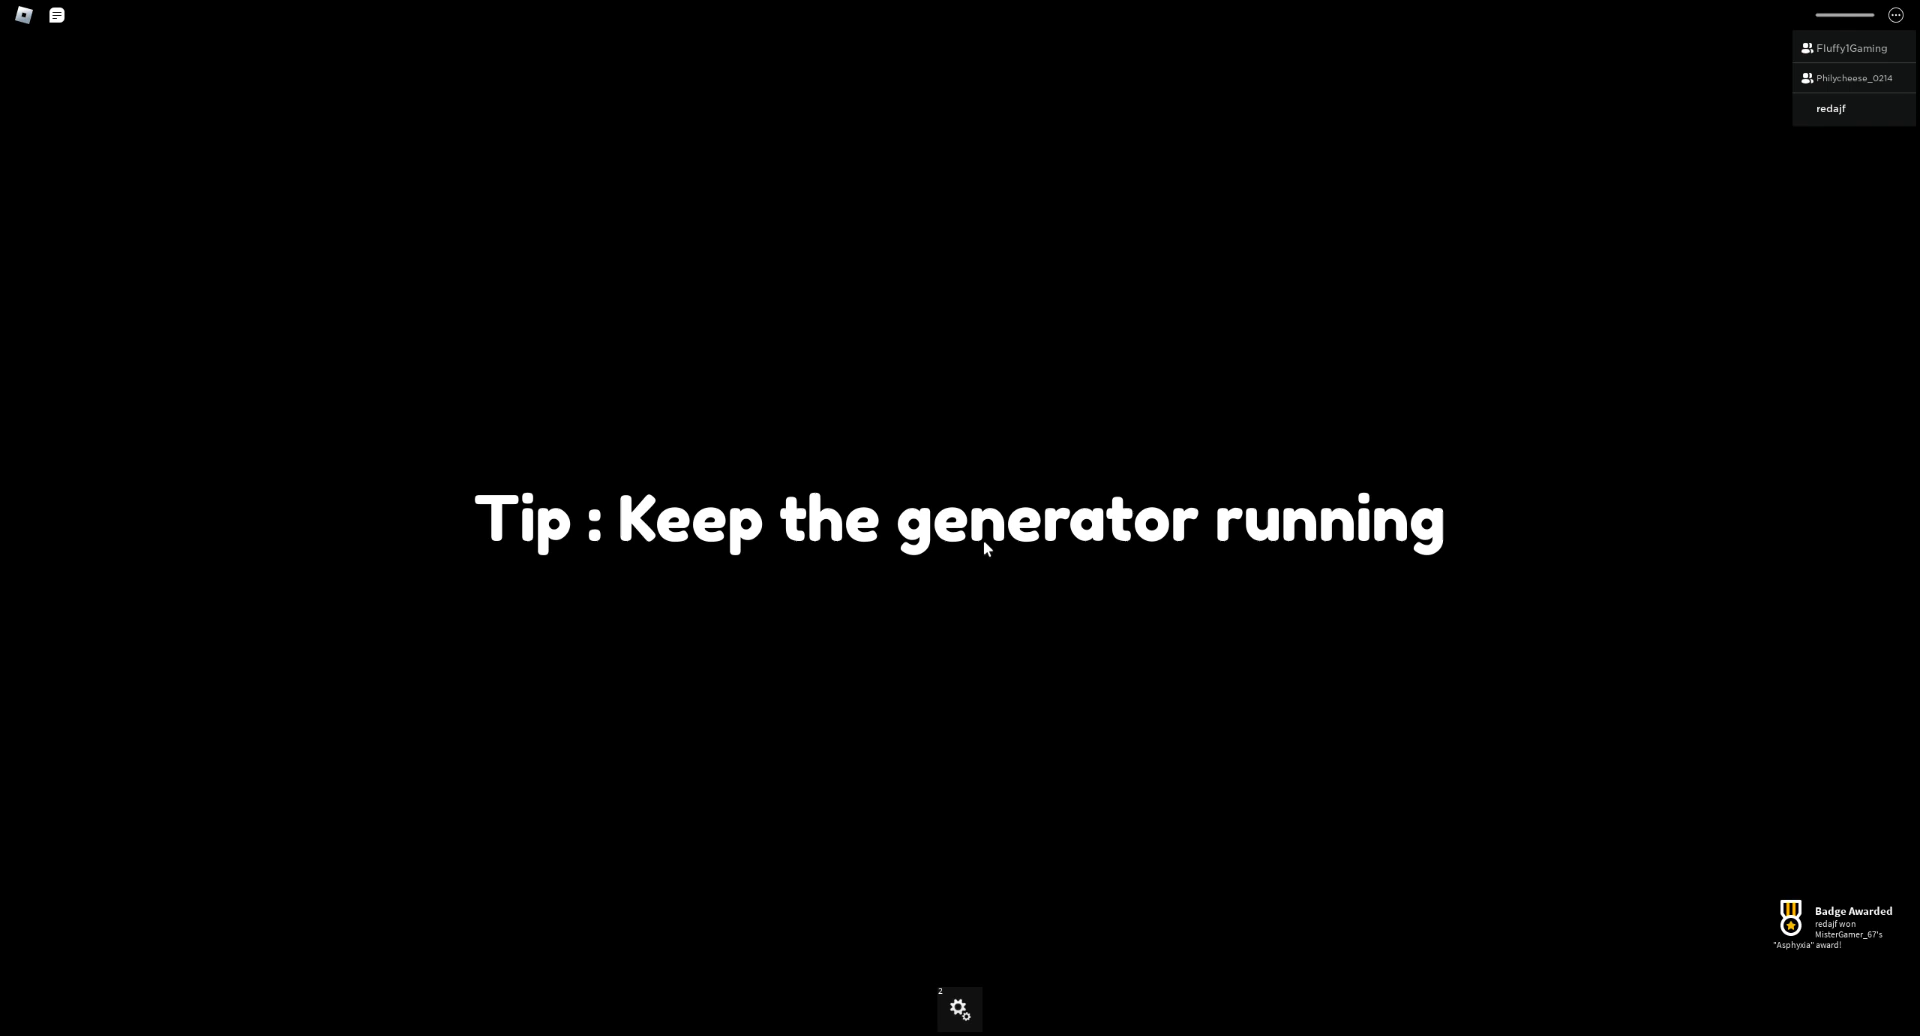 Fluffy1Gaming
Philycheese_0214
redajf
Tip : Keep the generator running
Badge Awarded
redajf won
MisterGamer_67's
"Asphyxia" award!
2